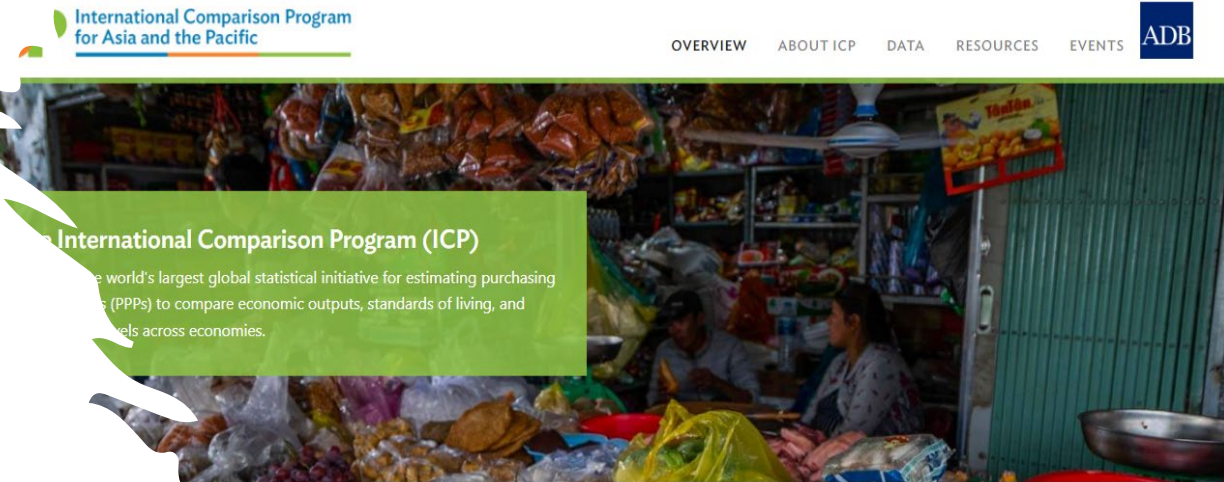 International Comparison Program
for Asia and the Pacific
OVERVIEW ABOUT ICP DATA RESOURCES EVENTS ADB
TânTân
International Comparison Program (ICP)
world's largest global statistical initiative for estimating purchasing
(PPPs) to compare economic outputs, standards of living, and
across economies.